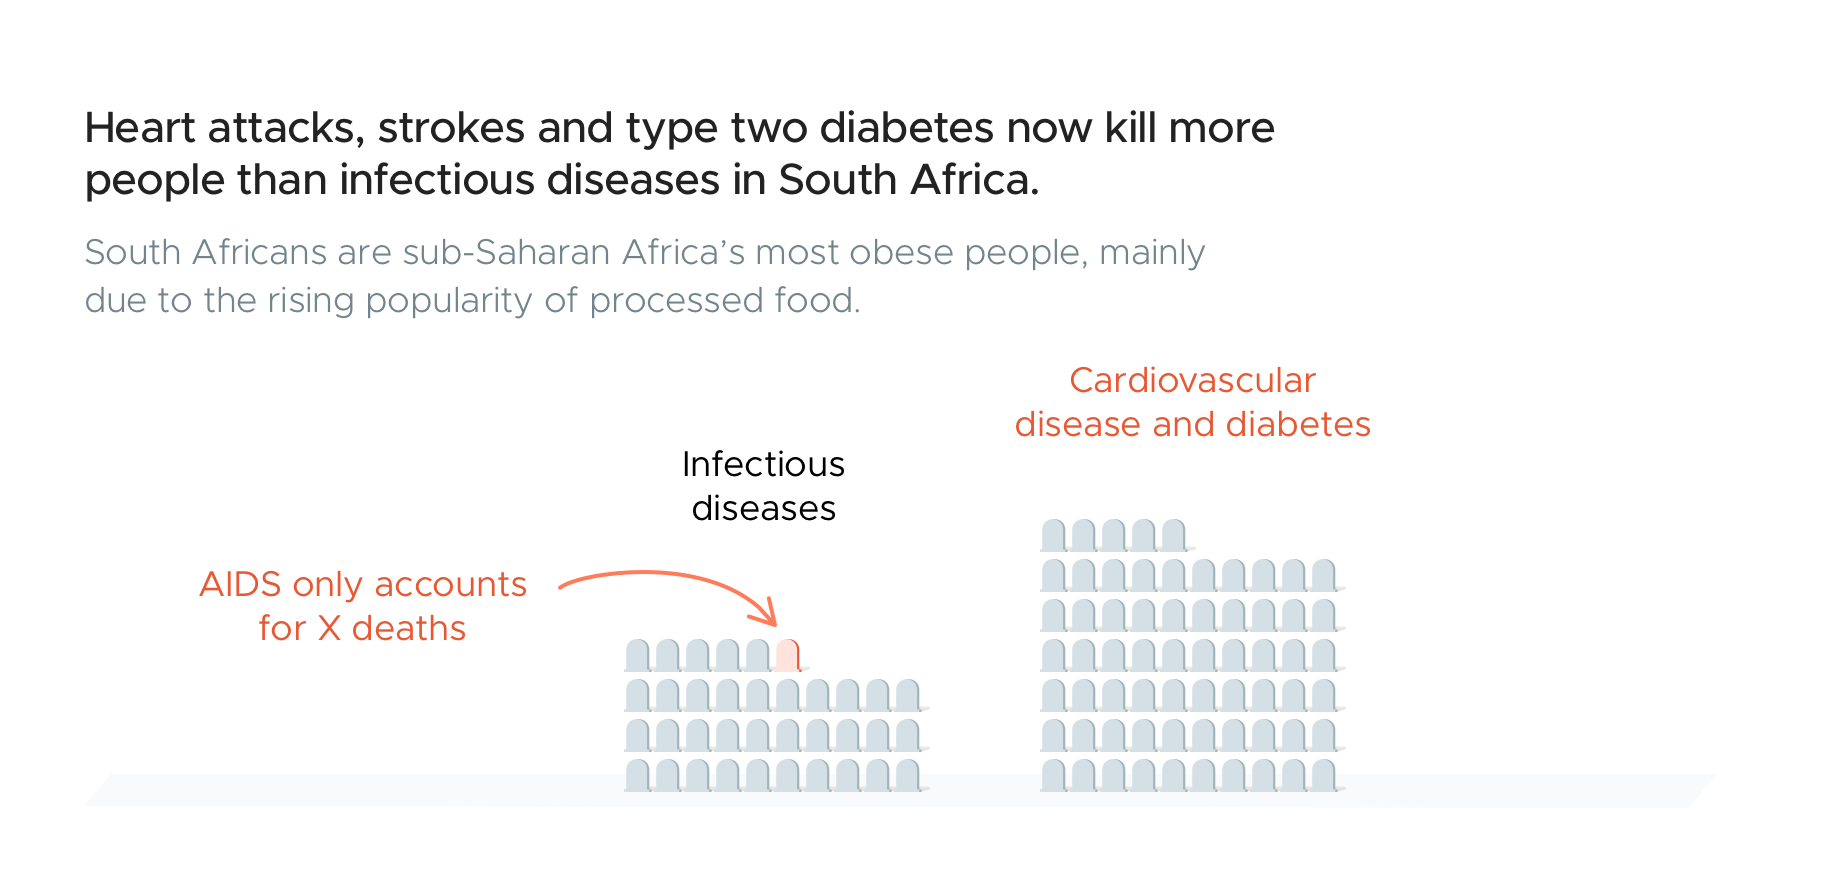 Heart attacks, strokes and type two diabetes now kill more
people than infectious diseases in South Africa.
South Africans are sub-Saharan Africa’s most obese people, mainly
due to the rising popularity of processed food.
Cardiovascular
disease and diabetes
Infectious
diseases
AIDS only accounts
for X deaths